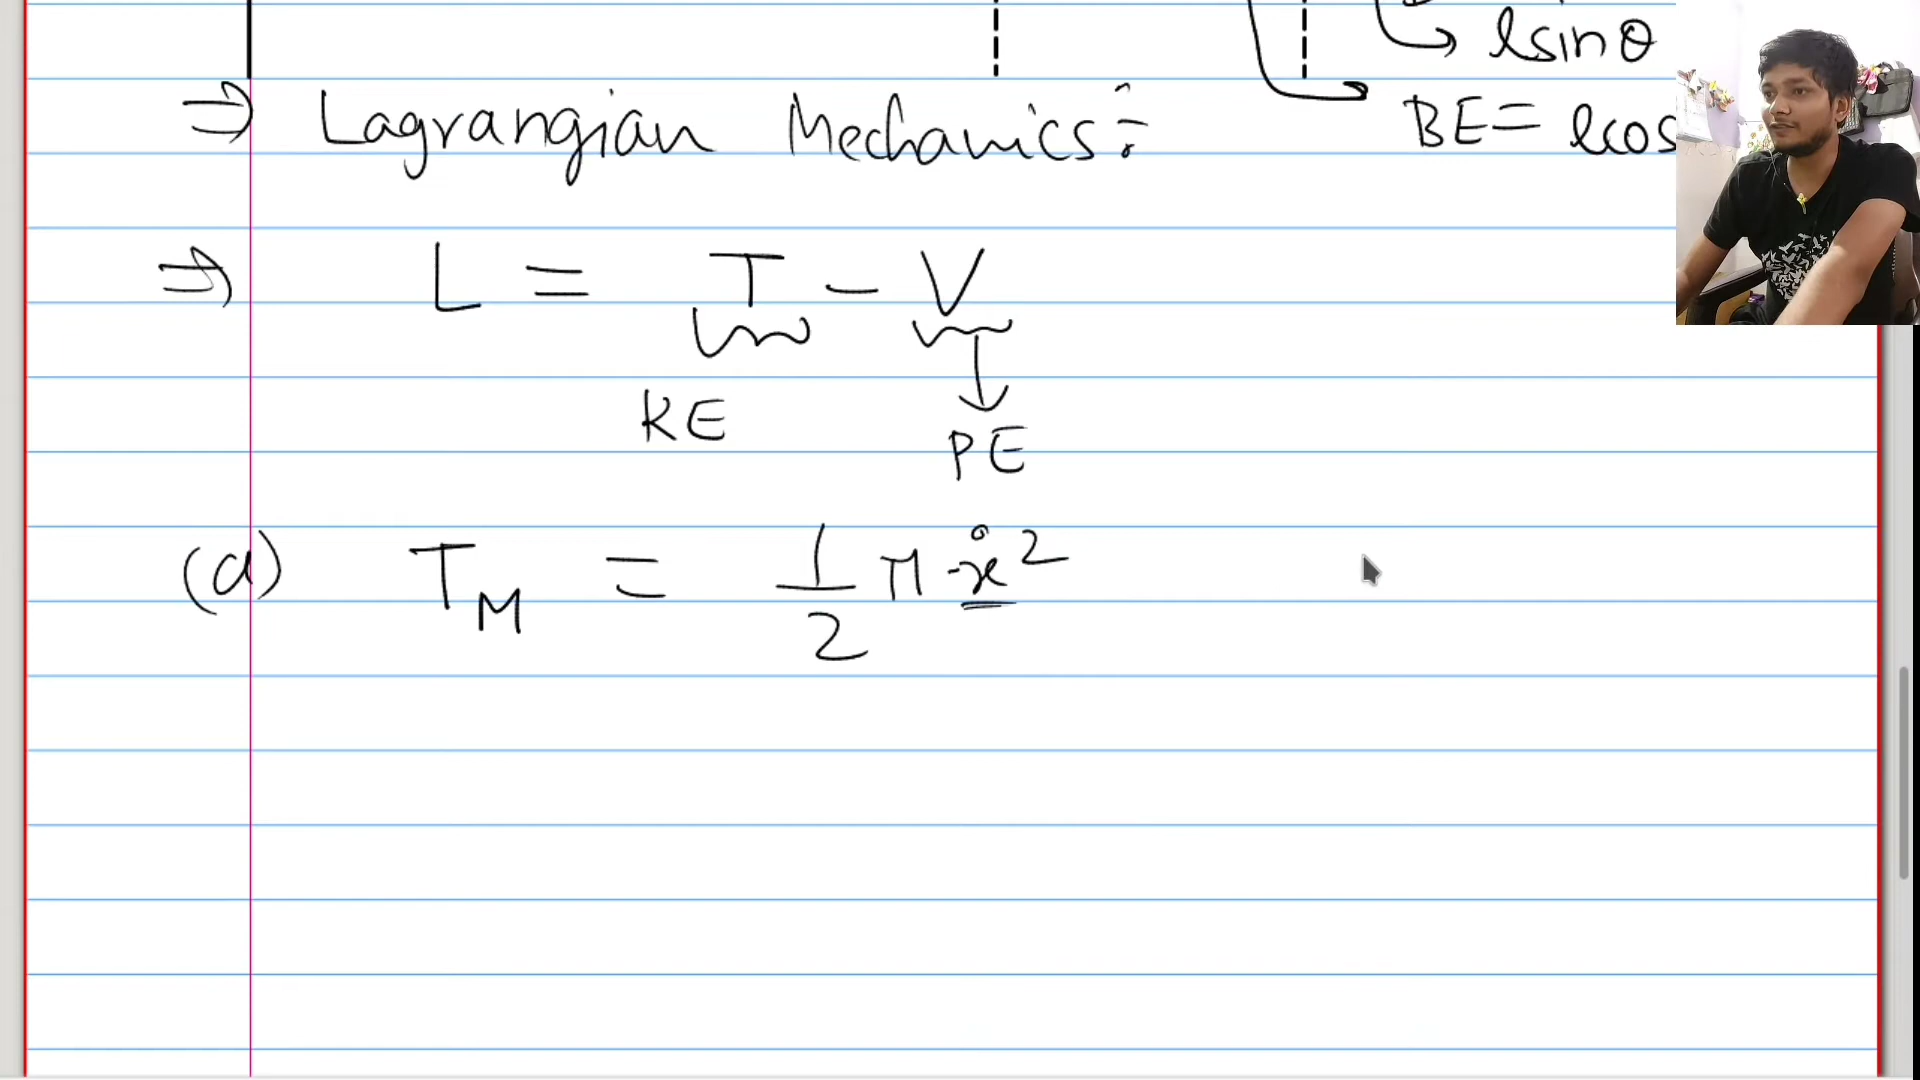 lsinθ
⇒ Lagrangian Mechanics:
BE = lcos
⇒ L = T - V
KE
PE
(a) T_M = 1/2 M ẋ²